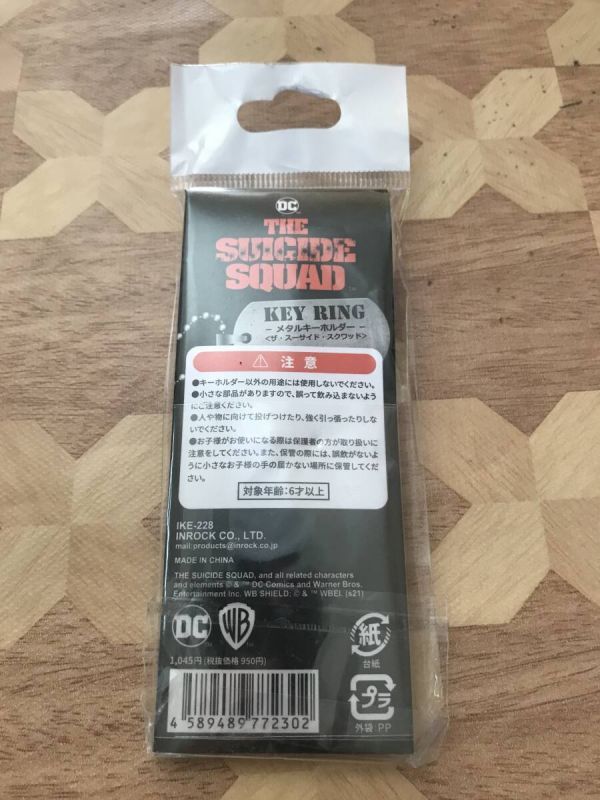 DC
THE
SUICIDE
SQUAD™
KEY RING
- メタルキーホルダー -
<ザ・スーサイド・スクワッド>
⚠ 注意
●キーホルダー以外の用途には使用しないでください。
●小さな部品がありますので、誤って飲み込まないよう
にご注意ください。
●人や物に向けて投げつけたり、強く引っ張ったりしな
いでください。
●お子様がお使いになる際は保護者の方が取り扱いに
注意をしてください。また、保管の際には、誤飲がないよ
うに小さなお子様の手の届かない場所に保管してくだ
さい。
対象年齢:6才以上
IKE-228
INROCK CO., LTD.
mail:products@inrock.co.jp
MADE IN CHINA
THE SUICIDE SQUAD, and all related characters
and elements © & ™ DC Comics and Warner Bros.
Entertainment Inc. WB SHIELD: © & ™ WBEI. (s21)
DC WB
紙
台紙
1,045円(税抜価格 950円)
プラ
外袋:PP
4 589489 772302